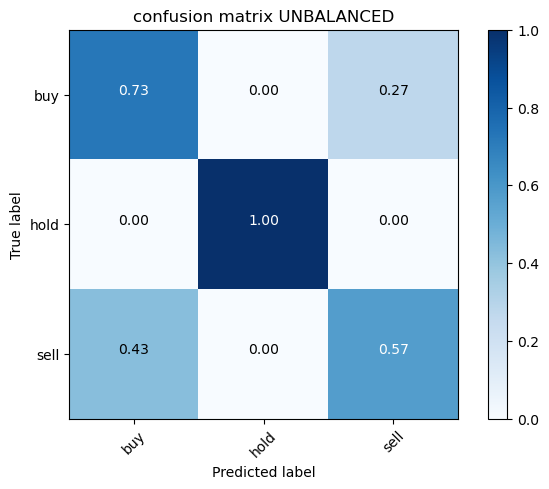 confusion matrix UNBALANCED
True label
buy
0.73 0.00 0.27
hold
0.00 1.00 0.00
sell
0.43 0.00 0.57
buy hold sell
Predicted label
1.0
0.8
0.6
0.4
0.2
0.0